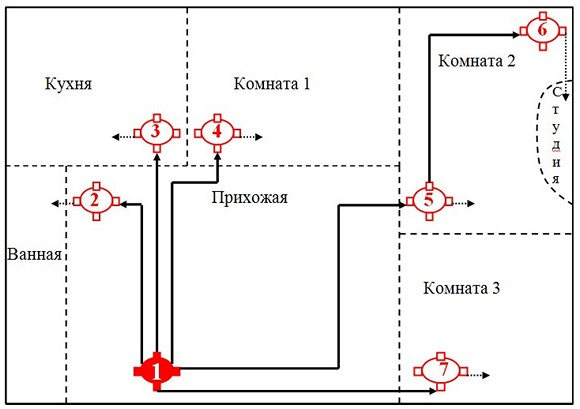 6
Комната 2
Кухня
Комната 1
Студия
3
4
2
Прихожая
5
Ванная
Комната 3
1
7